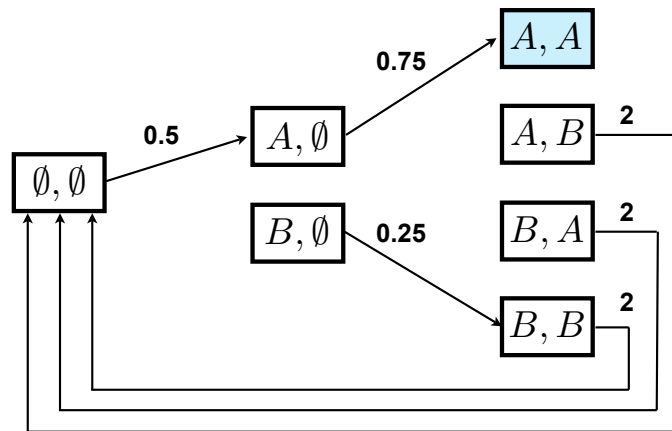 A, A
0.75
A, B
2
0.5
A, ∅
∅, ∅
B, ∅
0.25
B, A
2
B, B
2